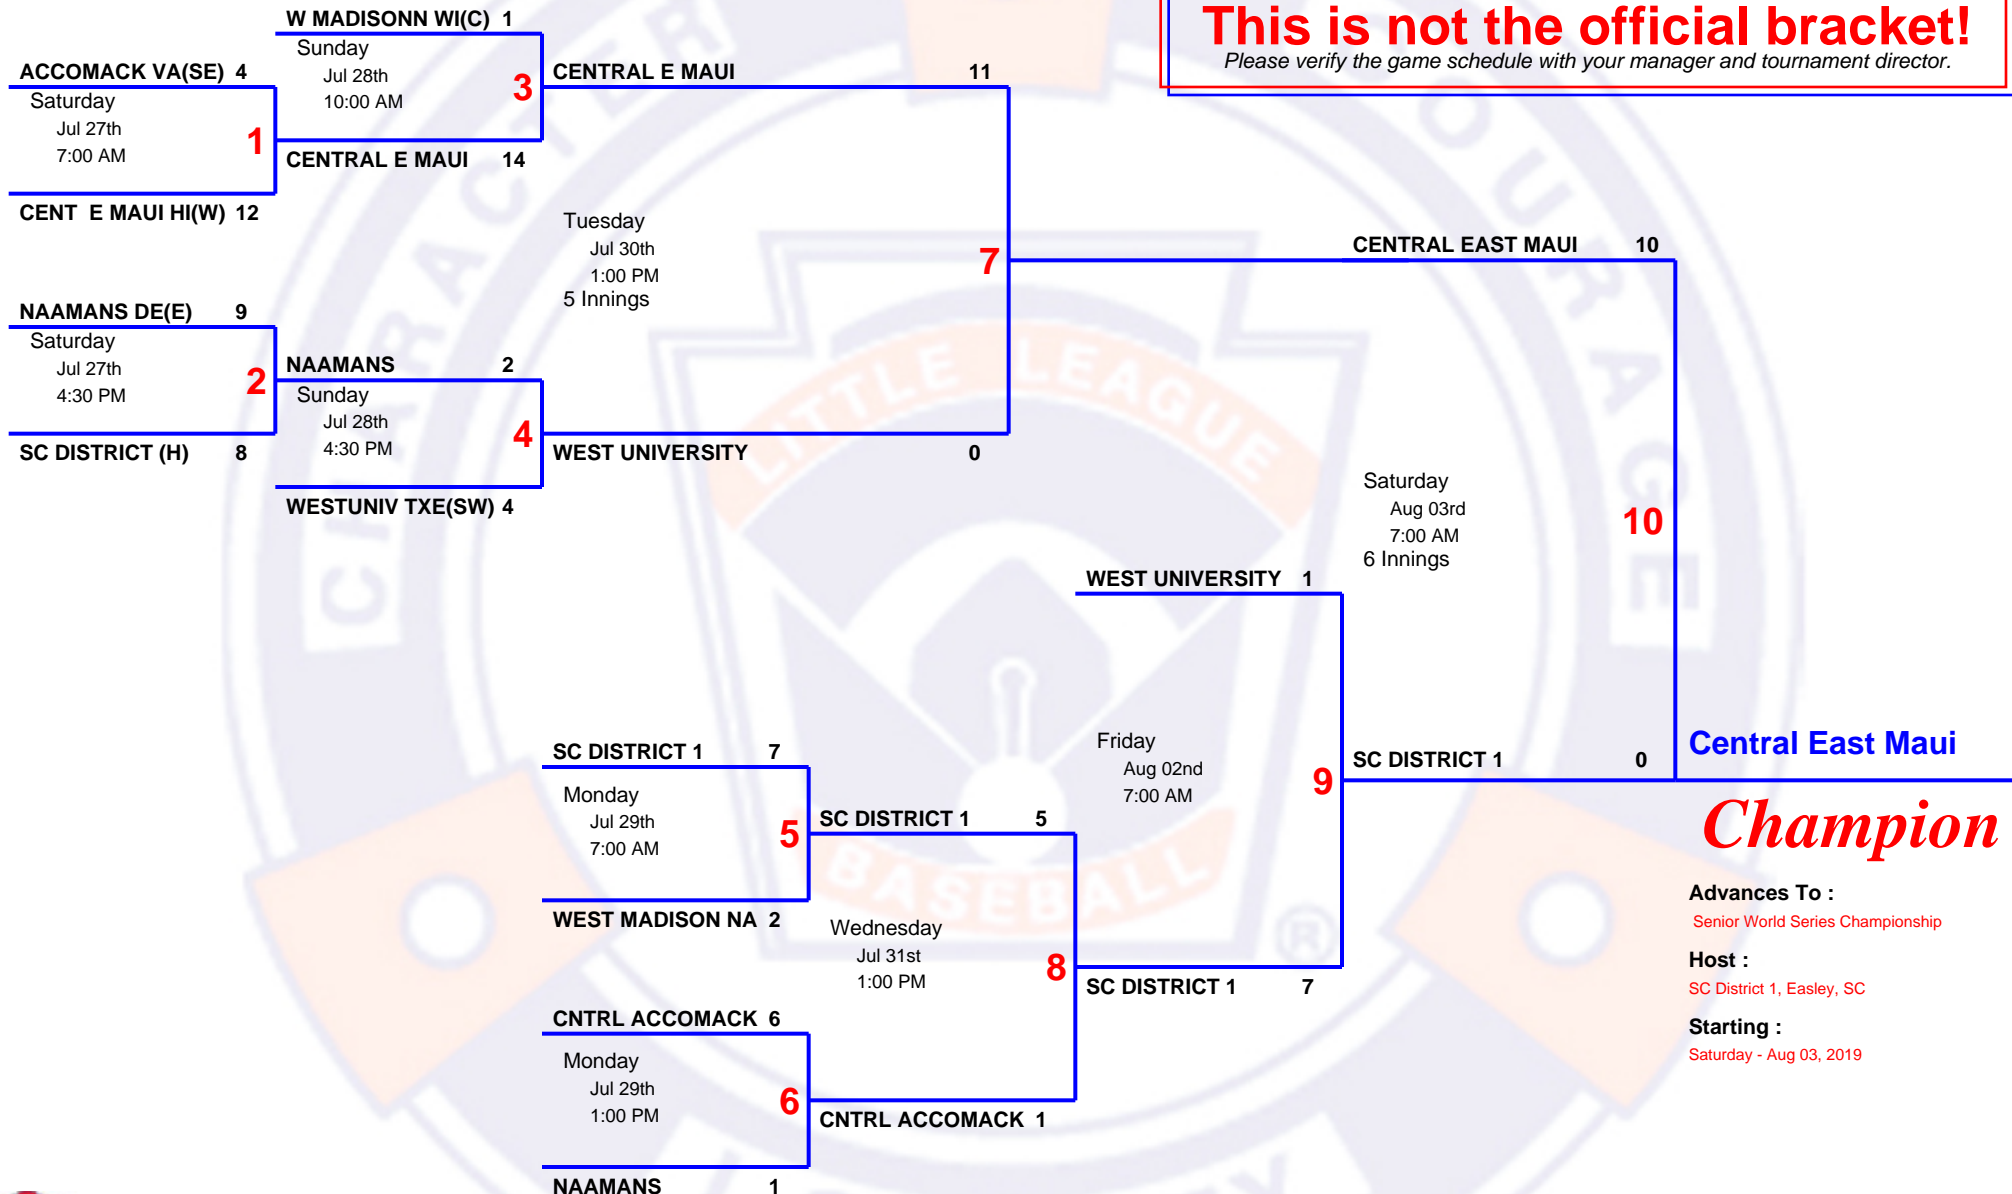 This is not the official bracket!
Please verify the game schedule with your manager and tournament director.
W MADISONN WI(C) 1
Sunday
Jul 28th
10:00 AM
3
ACCOMACK VA(SE) 4
Saturday
Jul 27th
7:00 AM
1
CENTRAL E MAUI 11
CENTRAL E MAUI 14
CENT E MAUI HI(W) 12
Tuesday
Jul 30th
1:00 PM
5 Innings
7
CENTRAL EAST MAUI 10
NAAMANS DE(E) 9
Saturday
Jul 27th
4:30 PM
2
NAAMANS 2
Sunday
Jul 28th
4:30 PM
4
SC DISTRICT (H) 8
WEST UNIVERSITY 0
WESTUNIV TXE(SW) 4
Saturday
Aug 03rd
7:00 AM
6 Innings
10
WEST UNIVERSITY 1
Friday
Aug 02nd
7:00 AM
9
SC DISTRICT 1 7
Monday
Jul 29th
7:00 AM
5
SC DISTRICT 1 0
Central East Maui
Champion
SC DISTRICT 1 5
WEST MADISON NA 2
Wednesday
Jul 31st
1:00 PM
8
SC DISTRICT 1 7
CNTRL ACCOMACK 6
Monday
Jul 29th
1:00 PM
6
CNTRL ACCOMACK 1
NAAMANS 1
Advances To :
Senior World Series Championship
Host :
SC District 1, Easley, SC
Starting :
Saturday - Aug 03, 2019
CHARACTER
COURAGE
LITTLE LEAGUE
BASEBALL
®